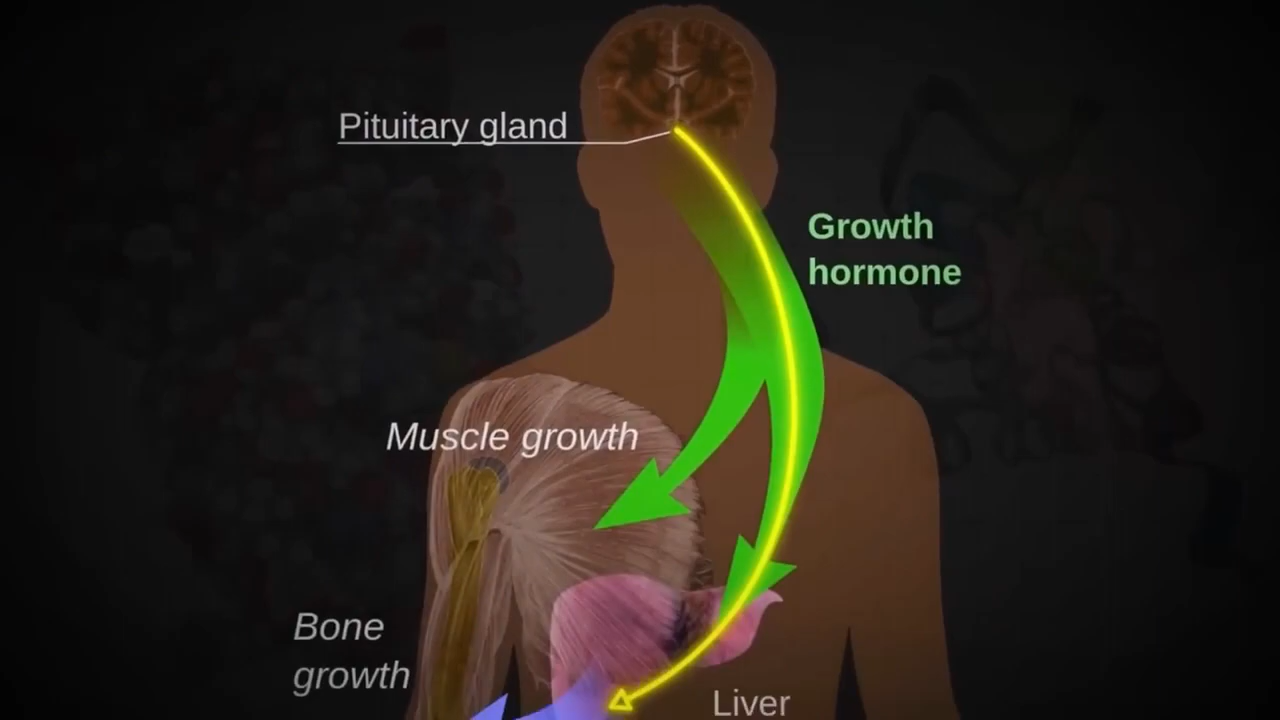 Pituitary gland
Growth
hormone
Muscle growth
Bone
growth
Liver